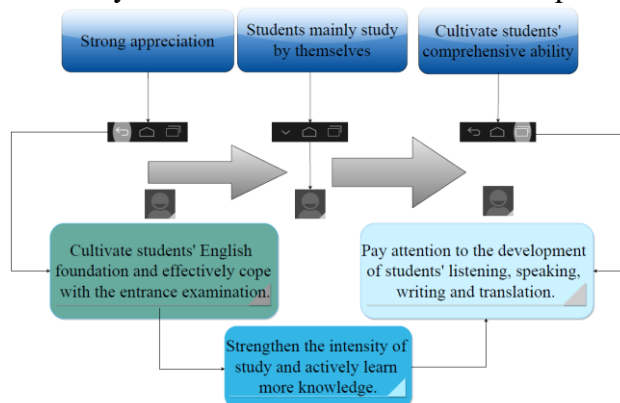 Strong appreciation
Students mainly study
by themselves
Cultivate students'
comprehensive ability
Cultivate students' English
foundation and effectively cope
with the entrance examination.
Pay attention to the development
of students' listening, speaking,
writing and translation.
Strengthen the intensity of
study and actively learn
more knowledge.